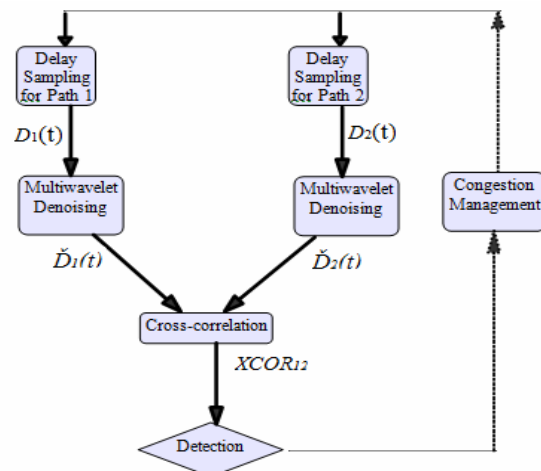 Delay
Sampling
for Path 1
Delay
Sampling
for Path 2
D1(t)
D2(t)
Multiwavelet
Denoising
Multiwavelet
Denoising
Congestion
Management
Ď1(t)
Ď2(t)
Cross-correlation
XCOR12
Detection